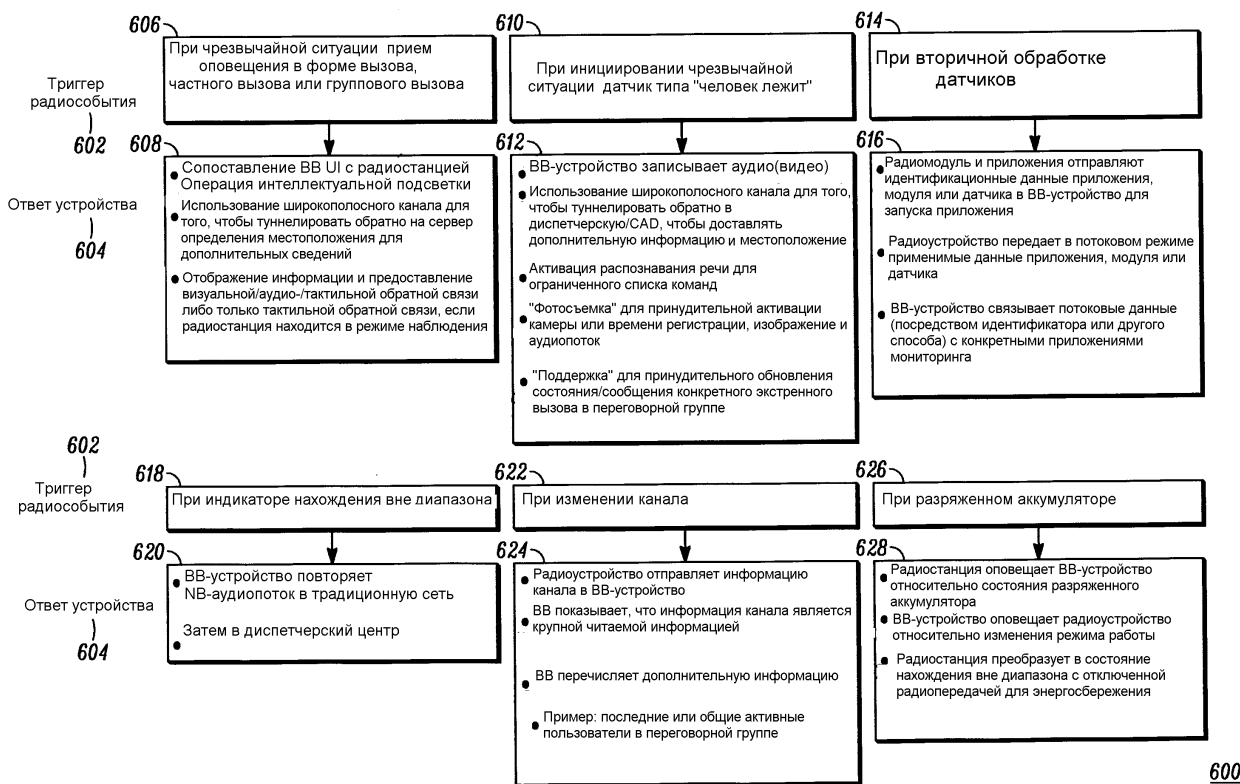 606
При чрезвычайной ситуации прием
оповещения в форме вызова,
частного вызова или группового вызова
610
При инициировании чрезвычайной
ситуации датчик типа "человек лежит"
614
При вторичной обработке
датчиков
Триггер
радиособытия
602
608
Сопоставление BB UI с радиостанцией
Операция интеллектуальной подсветки
Использование широкополосного канала для
того, чтобы туннелировать обратно на сервер
определения местоположения для
дополнительных сведений
Отображение информации и предоставление
визуальной/аудио-/тактильной обратной связи
либо только тактильной обратной связи, если
радиостанция находится в режиме наблюдения
612
BB-устройство записывает аудио(видео)
Использование широкополосного канала для того,
чтобы туннелировать обратно в
диспетчерскую/CAD, чтобы доставлять
дополнительную информацию и местоположение
Активация распознавания речи для
ограниченного списка команд
"Фотосъемка" для принудительной активации
камеры или времени регистрации, изображение и
аудиопоток
"Поддержка" для принудительного обновления
состояния/сообщения конкретного экстренного
вызова в переговорной группе
616
Радиомодуль и приложения отправляют
идентификационные данные приложения,
модуля или датчика в BB-устройство для
запуска приложения
Радиоустройство передает в потоковом режиме
применимые данные приложения, модуля или
датчика
BB-устройство связывает потоковые данные
(посредством идентификатора или другого
способа) с конкретными приложениями
мониторинга
Ответ устройства
604
602
Триггер
радиособытия
618
При индикаторе нахождения вне диапазона
622
При изменении канала
626
При разряженном аккумуляторе
620
BB-устройство повторяет
NB-аудиопоток в традиционную сеть
Затем в диспетчерский центр
624
Радиоустройство отправляет информацию
канала в BB-устройство
BB показывает, что информация канала является
крупной читаемой информацией
BB перечисляет дополнительную информацию
Пример: последние или общие активные
пользователи в переговорной группе
628
Радиостанция оповещает BB-устройство
относительно состояния разряженного
аккумулятора
BB-устройство оповещает радиоустройство
относительно изменения режима работы
Радиостанция преобразует в состояние
нахождения вне диапазона с отключенной
радиопередачей для энергосбережения
Ответ устройства
604
600